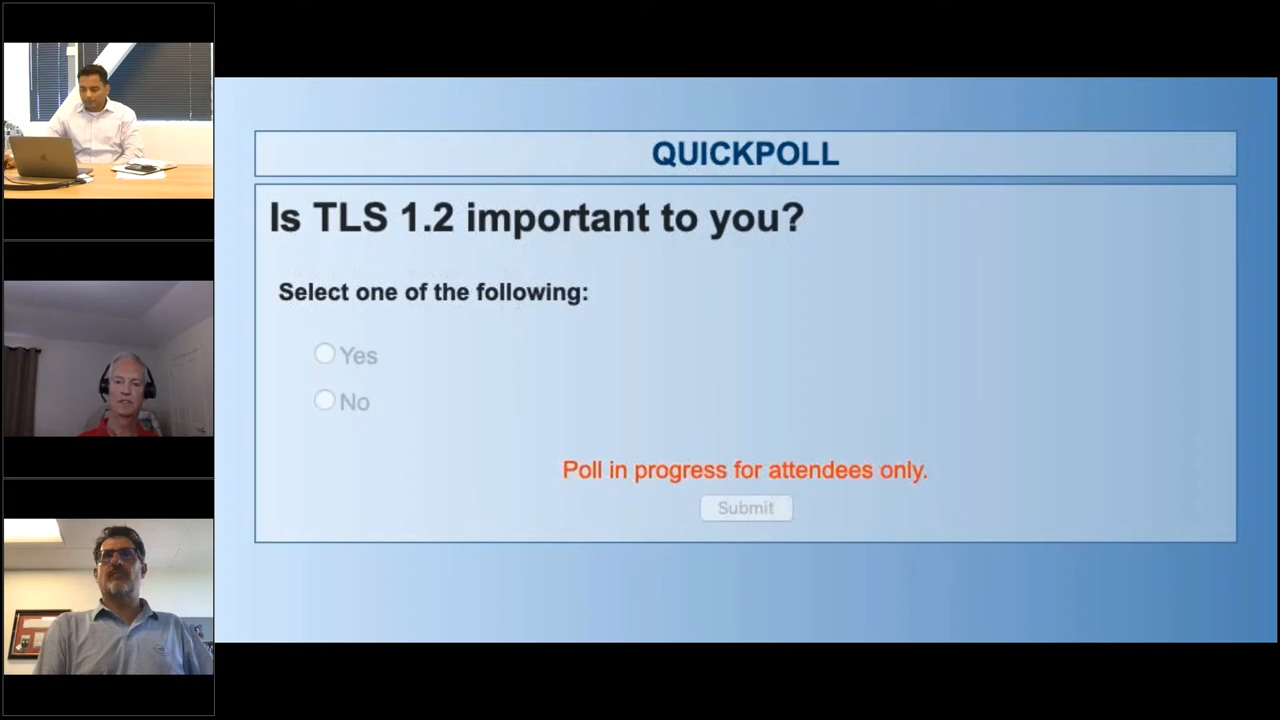 QUICKPOLL
Is TLS 1.2 important to you?
Select one of the following:
Yes
No
Poll in progress for attendees only.
Submit